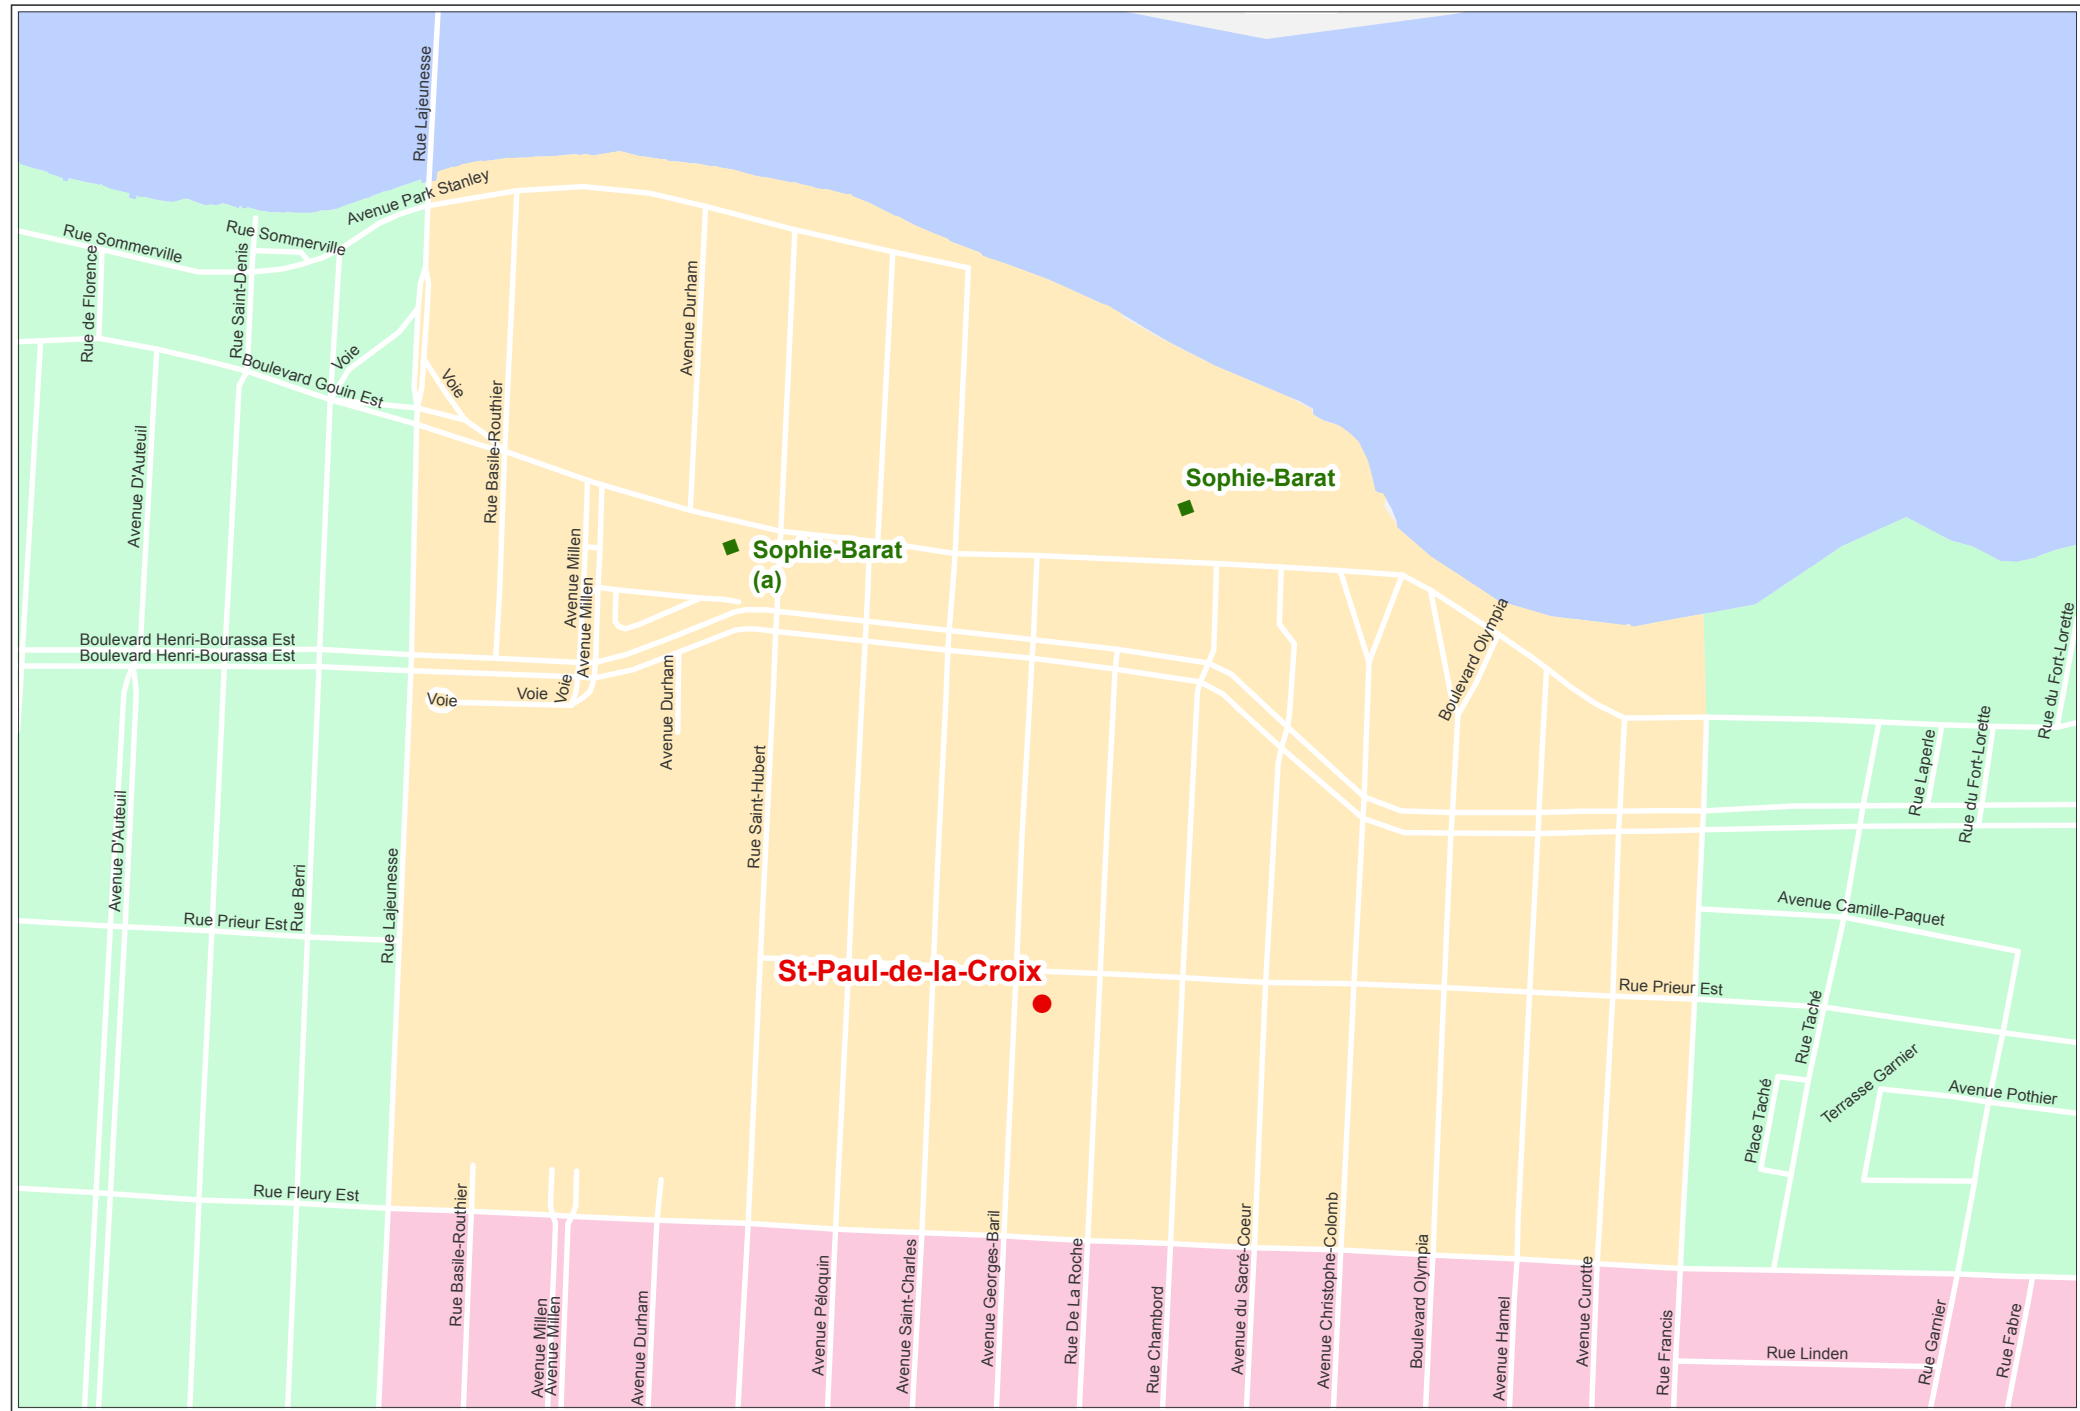 Rue Lajeunesse
Avenue Park Stanley
Rue Sommerville
Rue Sommerville
Rue de Florence
Rue Saint-Denis
Voie
Boulevard Gouin Est
Voie
Avenue Durham
Rue Basile-Routhier
Avenue D'Auteuil
Sophie-Barat
Sophie-Barat
(a)
Avenue Millen
Avenue Millen
Boulevard Henri-Bourassa Est
Boulevard Henri-Bourassa Est
Voie
Voie
Voie
Avenue Durham
Boulevard Olympia
Rue du Fort-Lorette
Rue Laperle
Rue du Fort-Lorette
Rue Saint-Hubert
Avenue D'Auteuil
Rue Berri
Rue Lajeunesse
Rue Prieur Est
Avenue Camille-Paquet
St-Paul-de-la-Croix
Rue Prieur Est
Rue Taché
Terrasse Garnier
Place Taché
Avenue Pothier
Rue Fleury Est
Rue Basile-Routhier
Avenue Millen
Avenue Millen
Avenue Durham
Avenue Péloquin
Avenue Saint-Charles
Avenue Georges-Baril
Rue De La Roche
Rue Chambord
Avenue du Sacré-Coeur
Avenue Christophe-Colomb
Boulevard Olympia
Avenue Hamel
Avenue Curotte
Rue Francis
Rue Linden
Rue Garnier
Rue Fabre